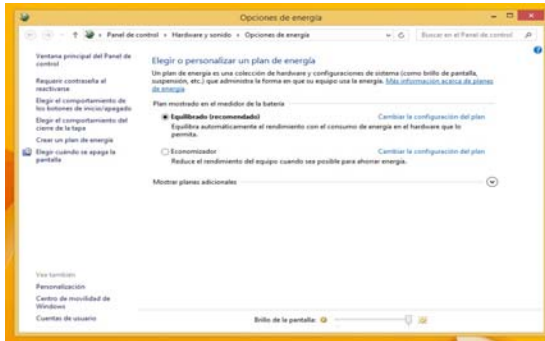 Opciones de energía
Panel de control › Hardware y sonido › Opciones de energía
Buscar en el Panel de control
Ventana principal del Panel de control
Requerir contraseña al reactivarse
Elegir el comportamiento de los botones de inicio/apagado
Elegir el comportamiento del cierre de la tapa
Crear un plan de energía
Elegir cuándo se apaga la pantalla
Elegir o personalizar un plan de energía
Un plan de energía es una colección de hardware y configuraciones de sistema (como brillo de pantalla,
suspensión, etc.) que administra la forma en que su equipo usa la energía. Más información acerca de planes
de energía
Plan mostrado en el medidor de la batería
Equilibrado (recomendado) Cambiar la configuración del plan
Equilibra automáticamente el rendimiento con el consumo de energía en el hardware que lo
permita.
Economizador Cambiar la configuración del plan
Reduce el rendimiento del equipo cuando sea posible para ahorrar energía.
Mostrar planes adicionales
Vea también
Personalización
Centro de movilidad de
Windows
Cuentas de usuario
Brillo de la pantalla: